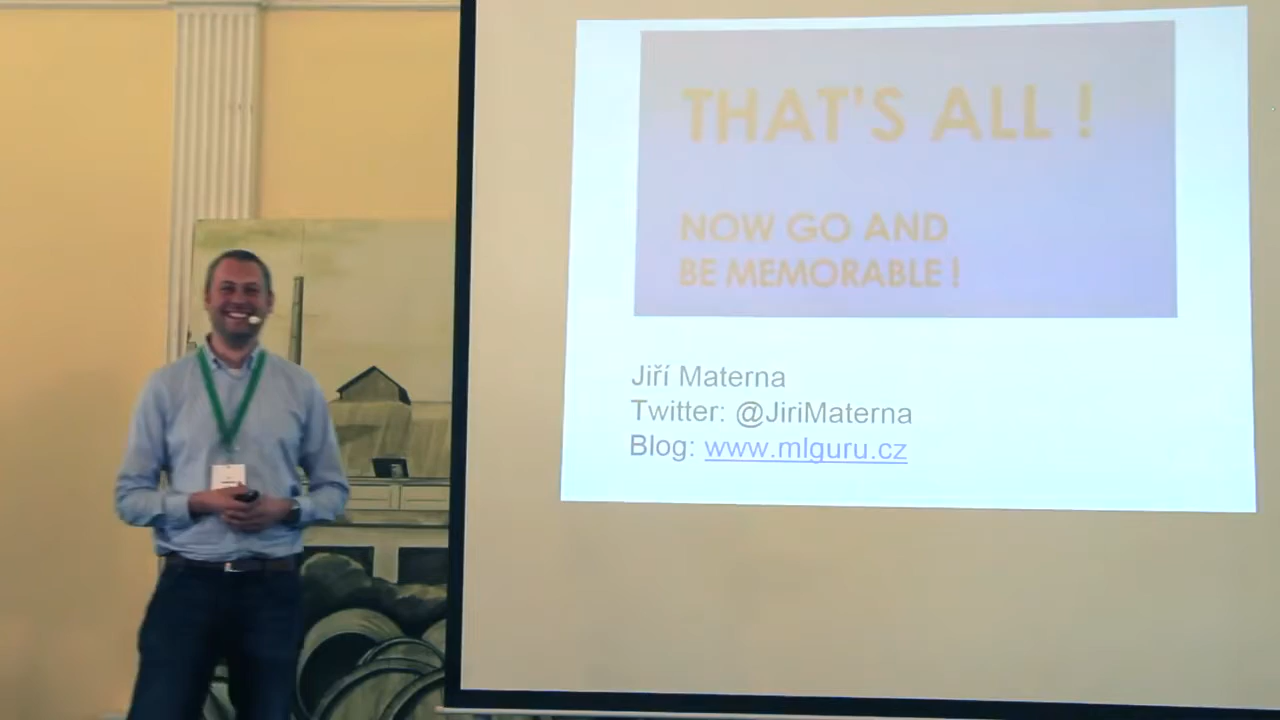 THAT'S ALL !
NOW GO AND
BE MEMORABLE !
Jiří Materna
Twitter: @JiriMaterna
Blog: www.mlguru.cz